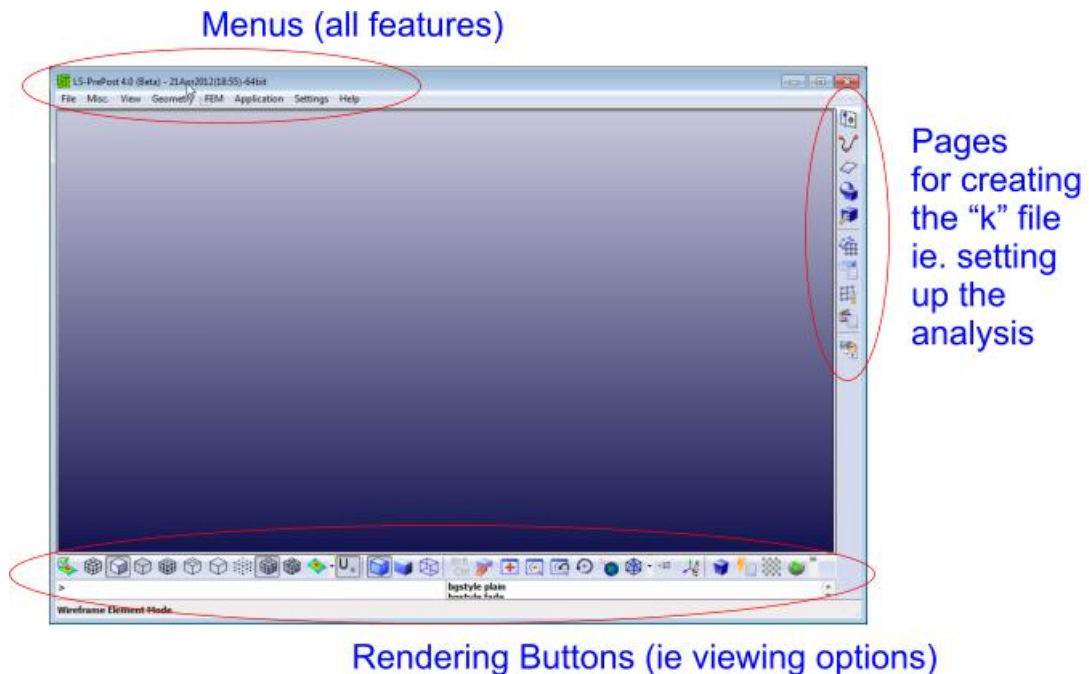 Menus (all features)
LS-PrePost 4.0 (Beta) - 21Apr2012(18:55)-64bit
File Misc. View Geometry FEM Application Settings Help
Pages
for creating
the “k” file
ie. setting
up the
analysis
>
bgstyle plain
bgstyle fade
Wireframe Element Mode
Rendering Buttons (ie viewing options)